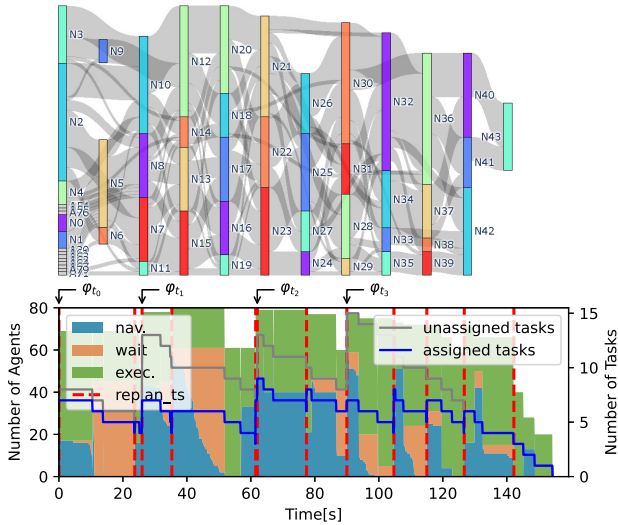 N3
N9
N2
N5
N4
A76
N0
N1
N6
A79
N10
N8
N7
N11
N12
N14
N13
N15
N20
N18
N17
N16
N19
N21
N22
N23
N26
N25
N27
N24
N30
N31
N28
N29
N32
N34
N33
N35
N36
N37
N38
N39
N40
N41
N42
N43
φt0
φt1
φt2
φt3
80
60
40
20
0
Number of Agents
nav.
wait
exec.
replan_ts
unassigned tasks
assigned tasks
15
10
5
0
Number of Tasks
0 20 40 60 80 100 120 140
Time[s]